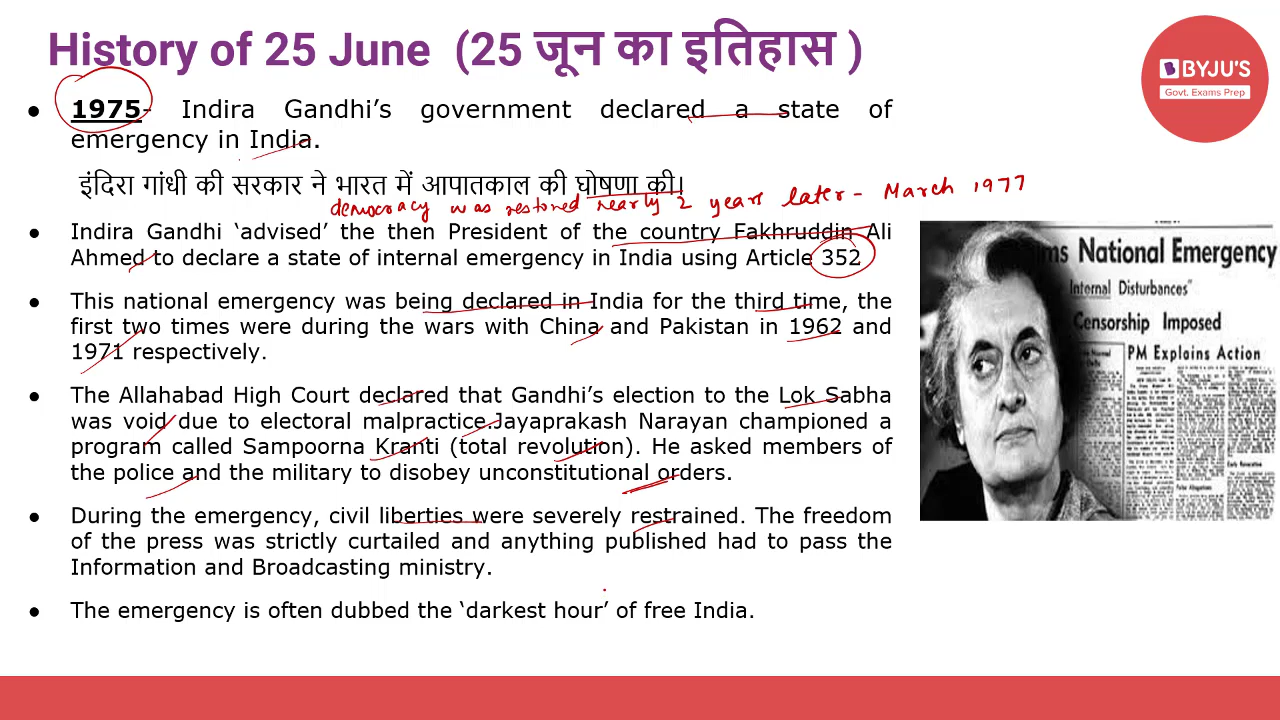 History of 25 June (25 जून का इतिहास )
BYJU'S
Govt. Exams Prep
● 1975- Indira Gandhi's government declared a state of
emergency in India.
इंदिरा गांधी की सरकार ने भारत में आपातकाल की घोषणा की।
democracy was restored nearly 2 years later - March 1977
● Indira Gandhi 'advised' the then President of the country Fakhruddin Ali
Ahmed to declare a state of internal emergency in India using Article 352
● This national emergency was being declared in India for the third time, the
first two times were during the wars with China and Pakistan in 1962 and
1971 respectively.
● The Allahabad High Court declared that Gandhi's election to the Lok Sabha
was void due to electoral malpractice Jayaprakash Narayan championed a
program called Sampoorna Kranti (total revolution). He asked members of
the police and the military to disobey unconstitutional orders.
● During the emergency, civil liberties were severely restrained. The freedom
of the press was strictly curtailed and anything published had to pass the
Information and Broadcasting ministry.
● The emergency is often dubbed the 'darkest hour' of free India.
National Emergency
Internal Disturbances"
Censorship Imposed
PM Explains Action